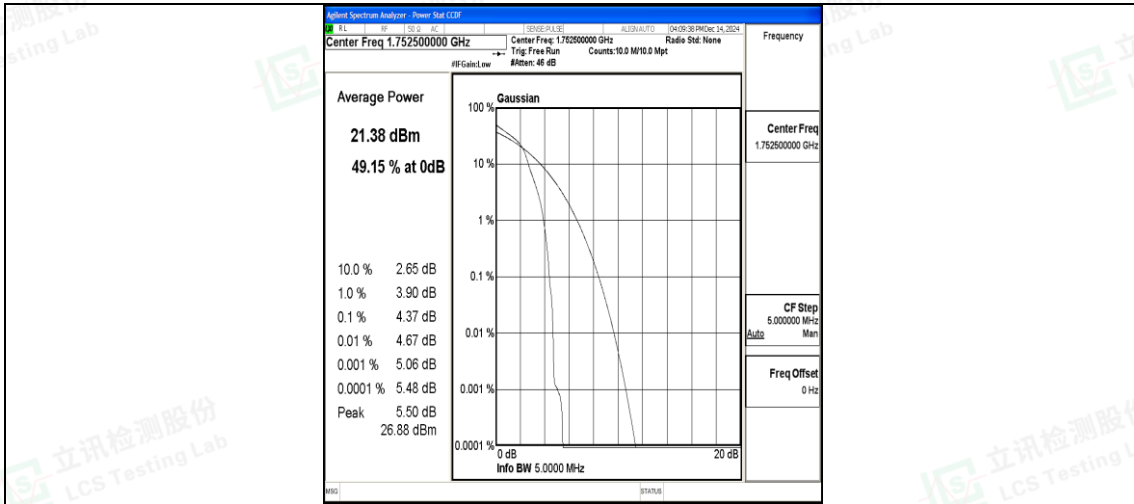 Agilent Spectrum Analyzer - Power Stat CCDF
RL RF 50 Ω AC SENSE:PULSE ALIGN AUTO 04:09:38 PM Dec 14, 2024
Center Freq 1.752500000 GHz
Center Freq: 1.752500000 GHz Radio Std: None
Trig: Free Run Counts:10.0 M/10.0 Mpt
#IFGain:Low #Atten: 46 dB
Frequency
Average Power
21.38 dBm
49.15 % at 0dB
10.0 % 2.65 dB
1.0 % 3.90 dB
0.1 % 4.37 dB
0.01 % 4.67 dB
0.001 % 5.06 dB
0.0001 % 5.48 dB
Peak 5.50 dB
26.88 dBm
Gaussian
100 %
10 %
1 %
0.1 %
0.01 %
0.001 %
0.0001 %
0 dB 20 dB
Info BW 5.0000 MHz
Center Freq
1.752500000 GHz
CF Step
5.000000 MHz
Auto Man
Freq Offset
0 Hz
MSG STATUS
立讯检测股份
LCS Testing Lab
立讯检测股份
LCS Testing L